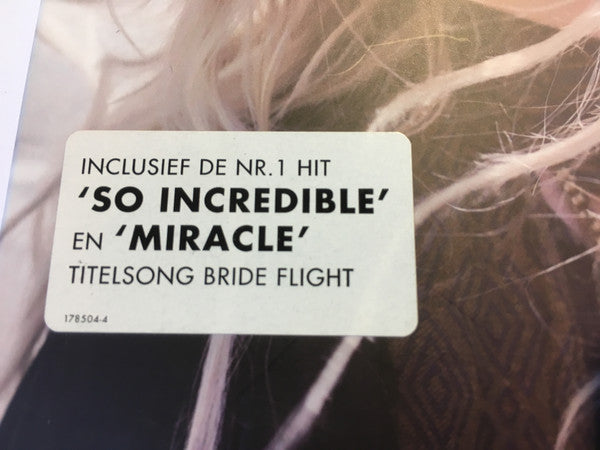 INCLUSIEF DE NR.1 HIT
‘SO INCREDIBLE’
EN ‘MIRACLE’
TITELSONG BRIDE FLIGHT
178504-4